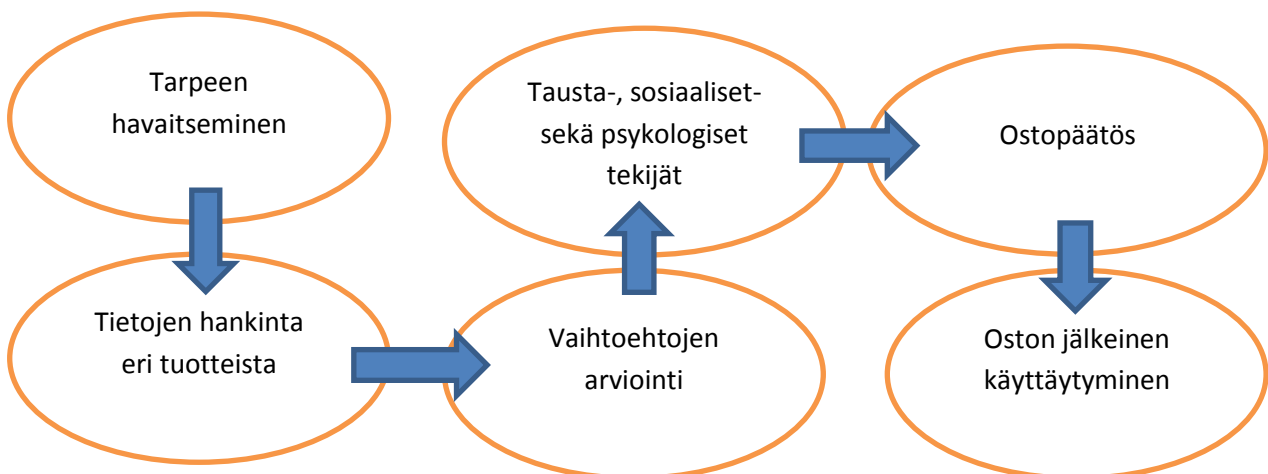 Tarpeen
havaitseminen
Tietojen hankinta
eri tuotteista
Vaihtoehtojen
arviointi
Tausta-, sosiaaliset-
sekä psykologiset
tekijät
Ostopäätös
Oston jälkeinen
käyttäytyminen